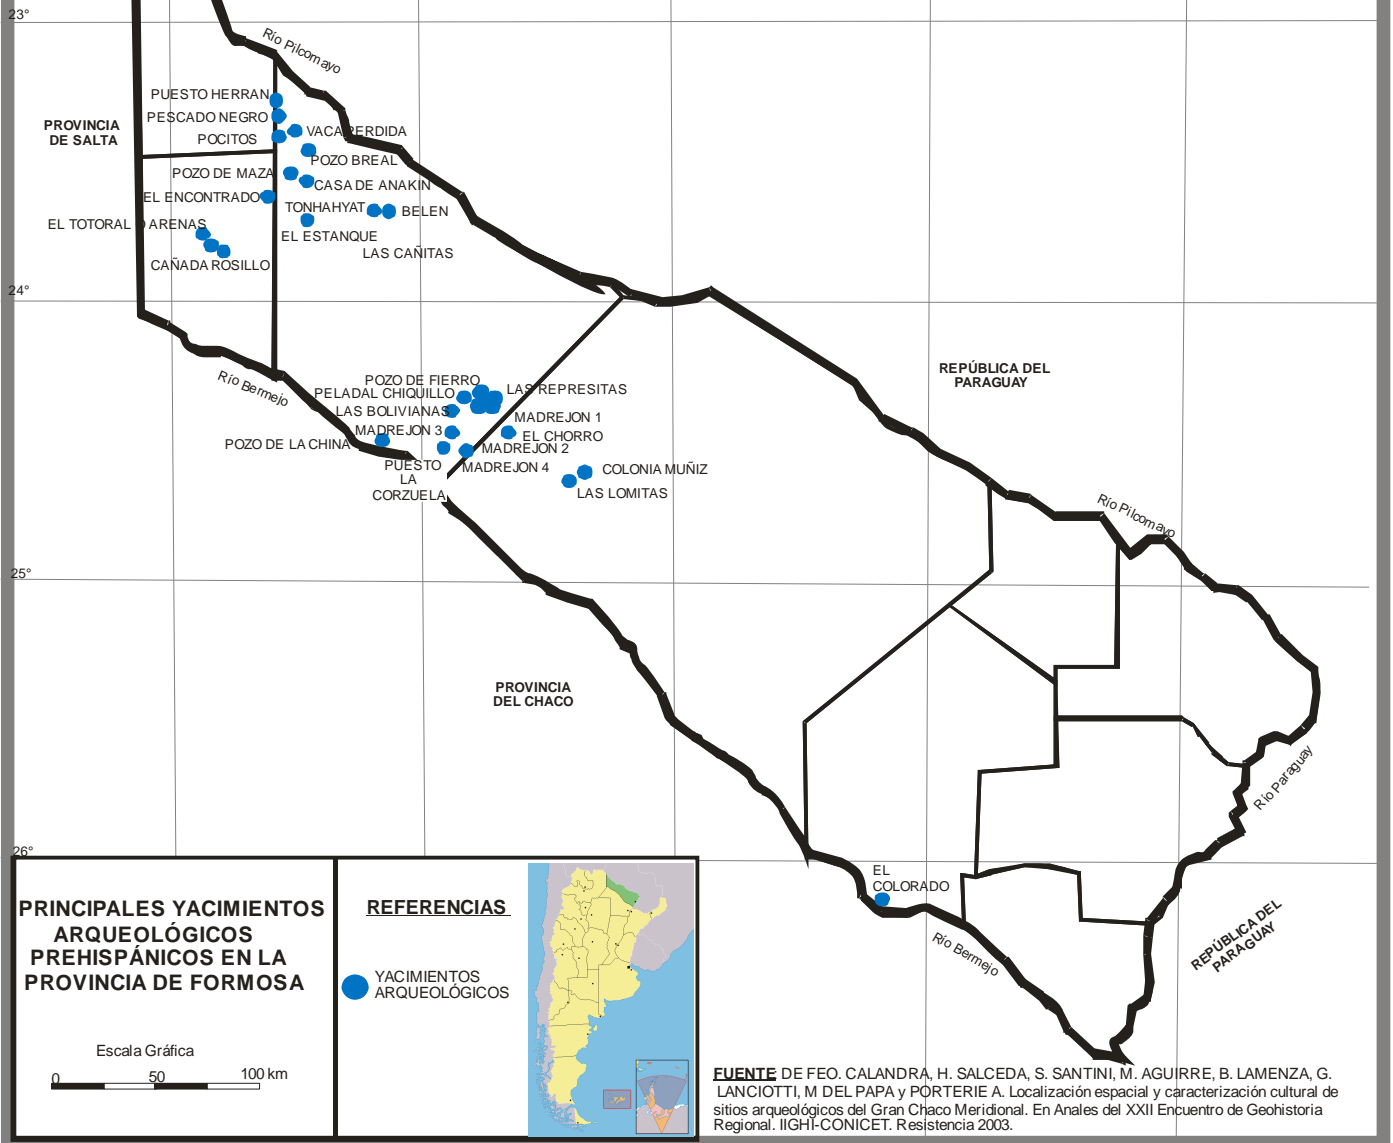 23°
Río Pilcomayo
PUESTO HERRAN
PESCADO NEGRO
PROVINCIA
DE SALTA
VACA PERDIDA
POCITOS
POZO BREAL
POZO DE MAZA
CASA DE ANAKIN
EL ENCONTRADO
TONHAHYAT
BELEN
EL TOTORAL O ARENAS
EL ESTANQUE
LAS CAÑITAS
CAÑADA ROSILLO
24°
REPÚBLICA DEL
PARAGUAY
Río Bermejo
POZO DE FIERRO
LAS REPRESITAS
PELADAL CHIQUILLO
LAS BOLIVIANAS
MADREJON 1
MADREJON 3
EL CHORRO
POZO DE LA CHINA
MADREJON 2
PUESTO
LA
CORZUELA
MADREJON 4
COLONIA MUÑIZ
LAS LOMITAS
Río Pilcomayo
25°
PROVINCIA
DEL CHACO
Río Paraguay
26°
EL
COLORADO
Río Bermejo
REPÚBLICA DEL
PARAGUAY
PRINCIPALES YACIMIENTOS
ARQUEOLÓGICOS
PREHISPÁNICOS EN LA
PROVINCIA DE FORMOSA
Escala Gráfica
0 50 100 km
REFERENCIAS
YACIMIENTOS
ARQUEOLÓGICOS
FUENTE DE FEO. CALANDRA, H. SALCEDA, S. SANTINI, M. AGUIRRE, B. LAMENZA, G.
LANCIOTTI, M DEL PAPA y PORTERIE A. Localización espacial y caracterización cultural de
sitios arqueológicos del Gran Chaco Meridional. En Anales del XXII Encuentro de Geohistoria
Regional. IIGHI-CONICET. Resistencia 2003.